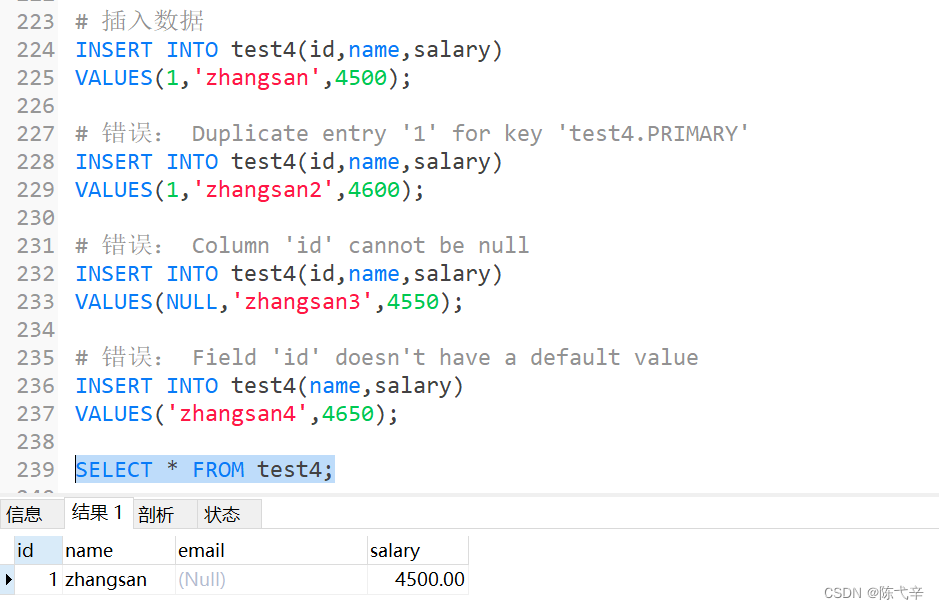 223 # 插入数据
224 INSERT INTO test4(id,name,salary)
225 VALUES(1,'zhangsan',4500);
226
227 # 错误： Duplicate entry '1' for key 'test4.PRIMARY'
228 INSERT INTO test4(id,name,salary)
229 VALUES(1,'zhangsan2',4600);
230
231 # 错误： Column 'id' cannot be null
232 INSERT INTO test4(id,name,salary)
233 VALUES(NULL,'zhangsan3',4550);
234
235 # 错误： Field 'id' doesn't have a default value
236 INSERT INTO test4(name,salary)
237 VALUES('zhangsan4',4650);
238
239 SELECT * FROM test4;
信息 结果 1 剖析 状态
id name email salary
1 zhangsan (Null) 4500.00
CSDN @陈弋辛